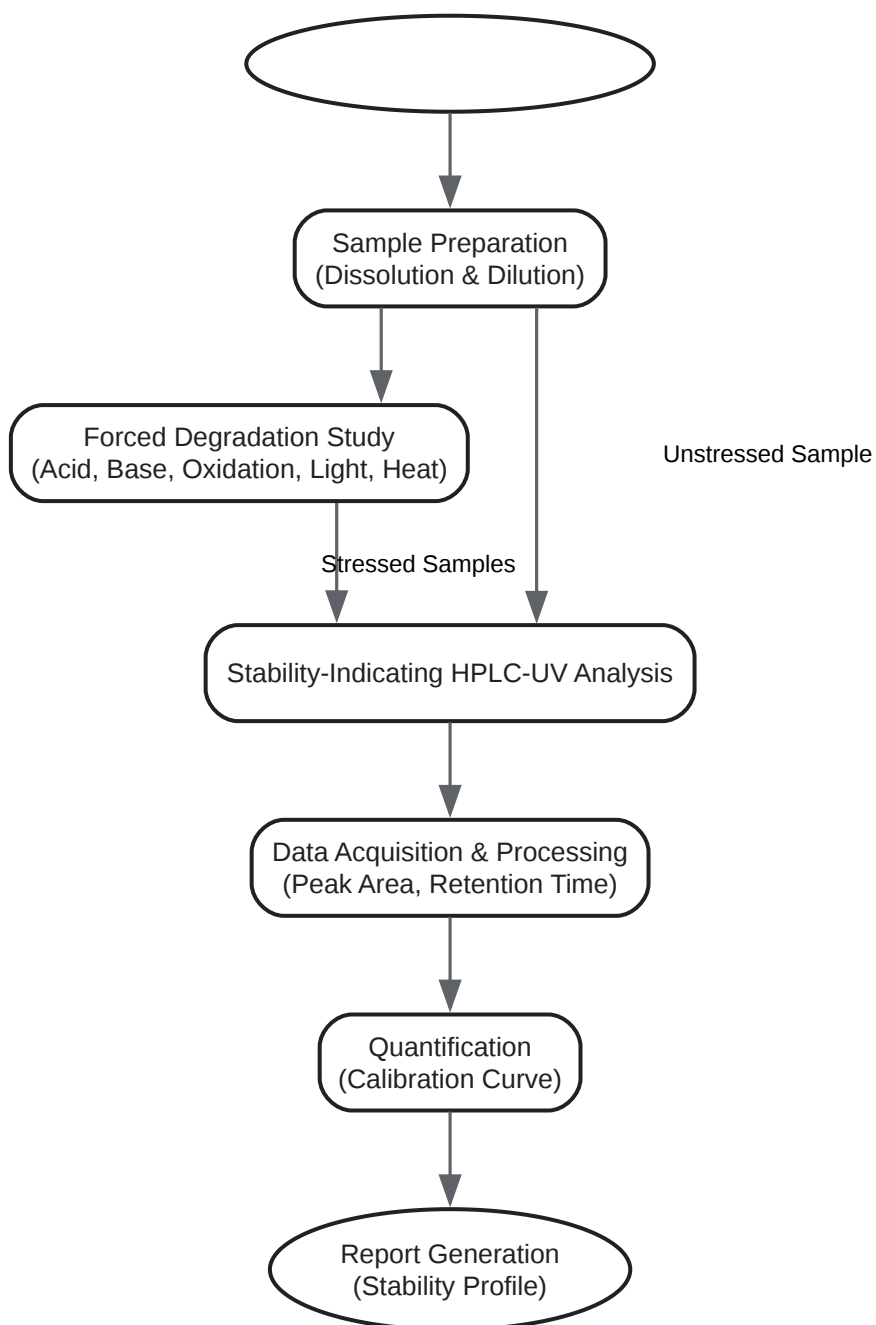 Sample Preparation
(Dissolution & Dilution)
Forced Degradation Study
(Acid, Base, Oxidation, Light, Heat)
Unstressed Sample
Stressed Samples
Stability-Indicating HPLC-UV Analysis
Data Acquisition & Processing
(Peak Area, Retention Time)
Quantification
(Calibration Curve)
Report Generation
(Stability Profile)